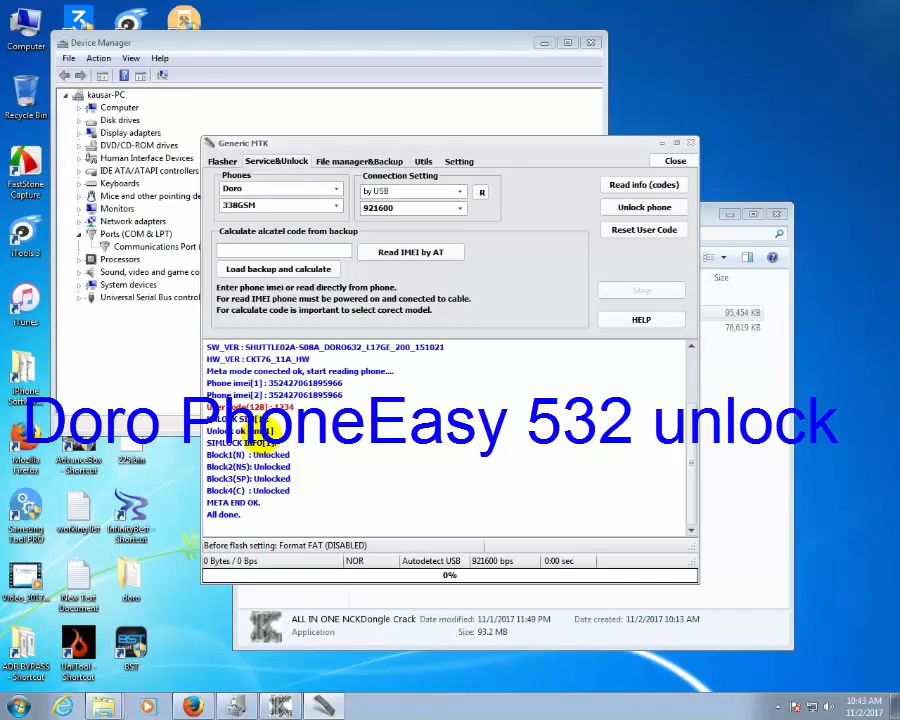 Computer
Recycle Bin
FastStone
Capture
iTools 3
iTunes
iPhone
Software
Mozilla
Firefox
AdvanceBox
- Shortcut
225.bin
Samsung
Tool PRO
working list
InfinityBest -
Shortcut
Video_2017...
New Text
Document
doro
ADB BYPASS
- Shortcut
UniTool -
Shortcut
BST
Device Manager
File Action View Help
kausar-PC
Computer
Disk drives
Display adapters
DVD/CD-ROM drives
Human Interface Devices
IDE ATA/ATAPI controllers
Keyboards
Mice and other pointing de
Monitors
Network adapters
Ports (COM & LPT)
Communications Port (
Processors
Sound, video and game co
System devices
Universal Serial Bus control
Generic MTK
Flasher Service&Unlock File manager&Backup Utils Setting
Close
Phones
Doro
338GSM
Connection Setting
by USB
R
921600
Read info (codes)
Unlock phone
Reset User Code
Calculate alcatel code from backup
Read IMEI by AT
Load backup and calculate
Enter phone imei or read directly from phone.
For read IMEI phone must be powered on and conected to cable.
For calculate code is important to select corect model.
Stop
HELP
SW_VER : SHUTTLE02A-S08A_DORO632_L17GE_200_151021
HW_VER : CKT76_11A_HW
Meta mode conected ok, start reading phone....
Phone imei[1] : 352427061895966
Phone imei[2] : 352427061895966
User code(128) : 1234
Unlock ok
SIMLOCK INFO[1]:
Block1(N) : Unlocked
Block2(NS): Unlocked
Block3(SP): Unlocked
Block4(C) : Unlocked
META END OK.
All done.
Doro PhoneEasy 532 unlock
Before flash setting: Format FAT (DISABLED)
0 Bytes / 0 Bps NOR Autodetect USB 921600 bps 0:00 sec
0%
Size
95,454 KB
76,619 KB
ALL IN ONE NCKDongle Crack Date modified: 11/1/2017 11:49 PM Date created: 11/2/2017 10:13 AM
Application Size: 93.2 MB
10:43 AM
11/2/2017